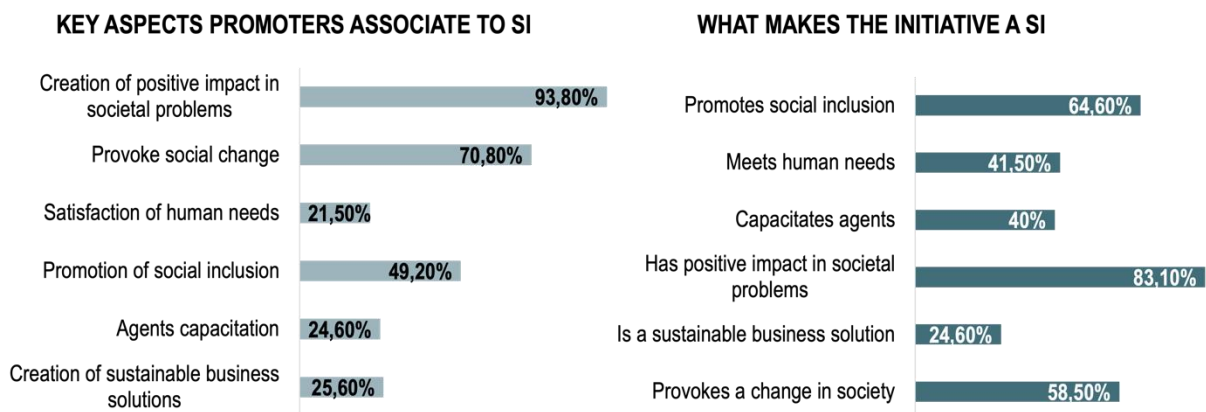 KEY ASPECTS PROMOTERS ASSOCIATE TO SI
Creation of positive impact in
societal problems
93,80%
Provoke social change
70,80%
Satisfaction of human needs
21,50%
Promotion of social inclusion
49,20%
Agents capacitation
24,60%
Creation of sustainable business
solutions
25,60%
WHAT MAKES THE INITIATIVE A SI
Promotes social inclusion
64,60%
Meets human needs
41,50%
Capacitates agents
40%
Has positive impact in societal
problems
83,10%
Is a sustainable business solution
24,60%
Provokes a change in society
58,50%